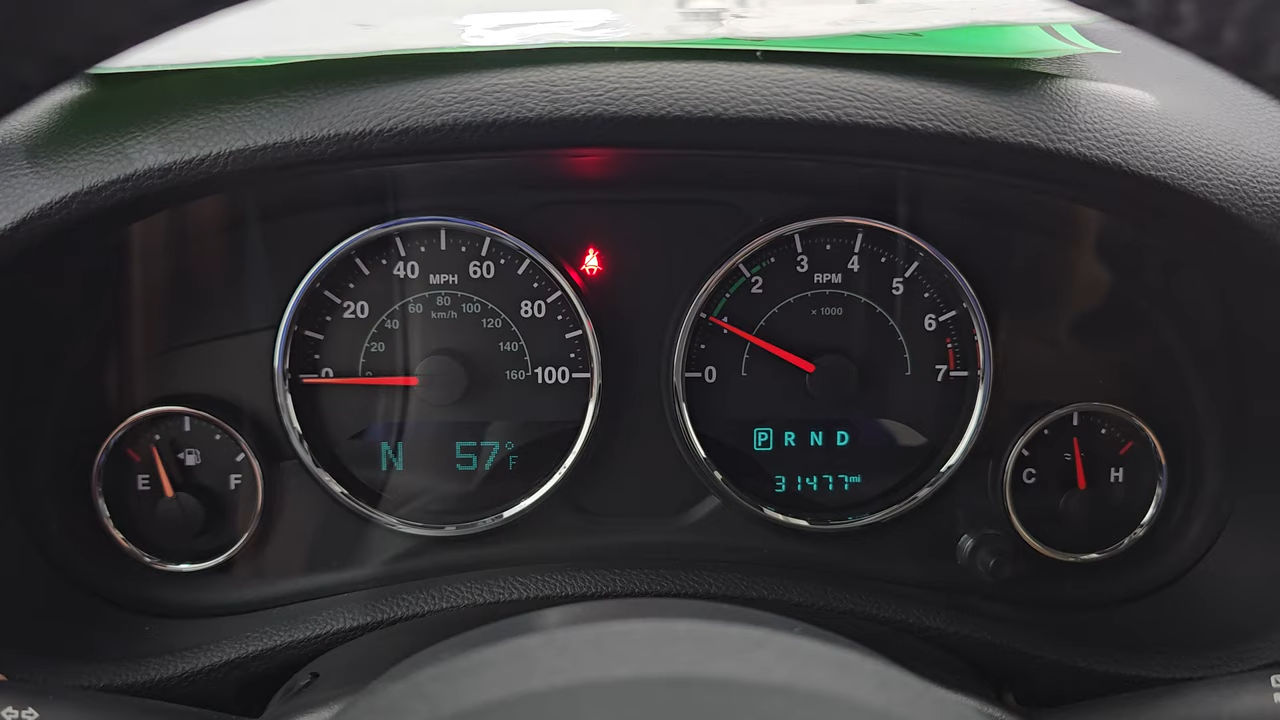 40 MPH 60
20 80
60 80 100
km/h
40 120
20 140
0 0 160 100
N 57°F
2 3 4 5
RPM
x 1000
1 6
0 7
P R N D
31477mi
E F
C H